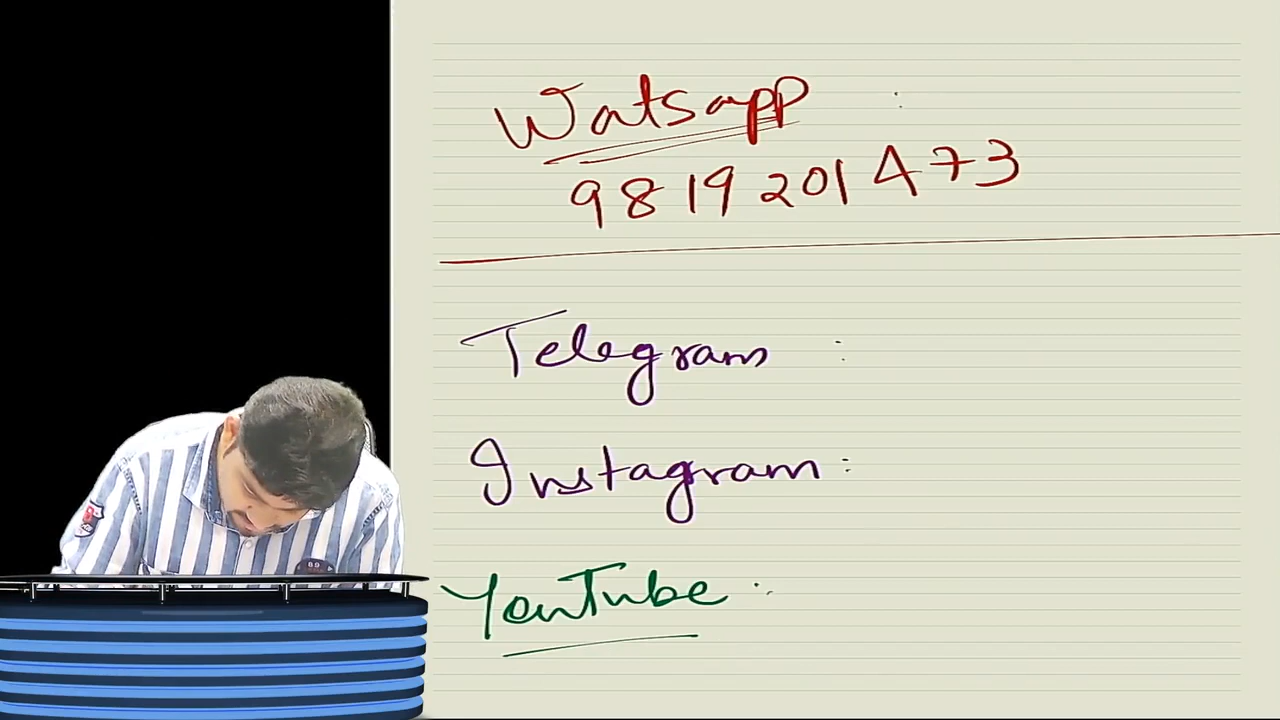 Watsapp :
9819201473
Telegram :
Instagram :
YouTube :